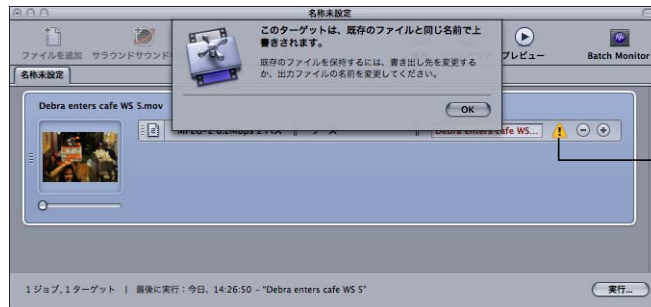 名称未設定
ファイルを追加 サラウンドサウンド
プレビュー
Batch Monitor
このターゲットは、既存のファイルと同じ名前で上
書きされます。
既存のファイルを保持するには、書き出し先を変更する
か、出力ファイルの名前を変更してください。
OK
名称未設定
Debra enters cafe WS 5.mov
MPEG-2 6.2Mbps 2 パス
Debra enters cafe WS...
1 ジョブ, 1 ターゲット | 最後に実行：今日、14:26:50 – "Debra enters cafe WS 5"
実行...